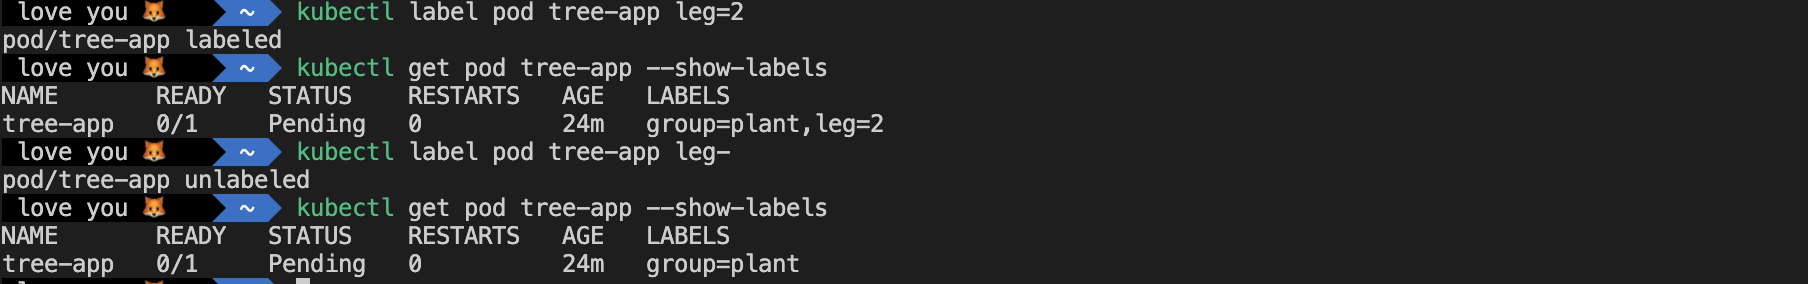 love you 🦊 ~ kubectl label pod tree-app leg=2
pod/tree-app labeled
love you 🦊 ~ kubectl get pod tree-app --show-labels
NAME READY STATUS RESTARTS AGE LABELS
tree-app 0/1 Pending 0 24m group=plant,leg=2
love you 🦊 ~ kubectl label pod tree-app leg-
pod/tree-app unlabeled
love you 🦊 ~ kubectl get pod tree-app --show-labels
NAME READY STATUS RESTARTS AGE LABELS
tree-app 0/1 Pending 0 24m group=plant